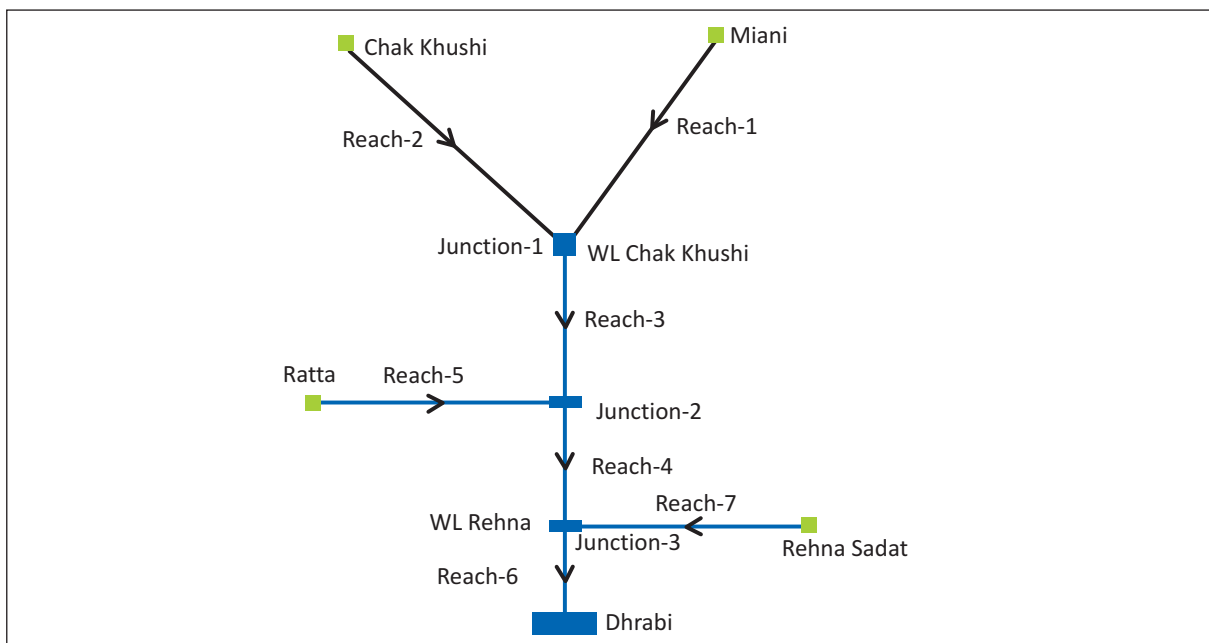 Chak Khushi
Miani
Reach-2
Reach-1
Junction-1
WL Chak Khushi
Reach-3
Ratta
Reach-5
Junction-2
Reach-4
Reach-7
WL Rehna
Junction-3
Rehna Sadat
Reach-6
Dhrabi